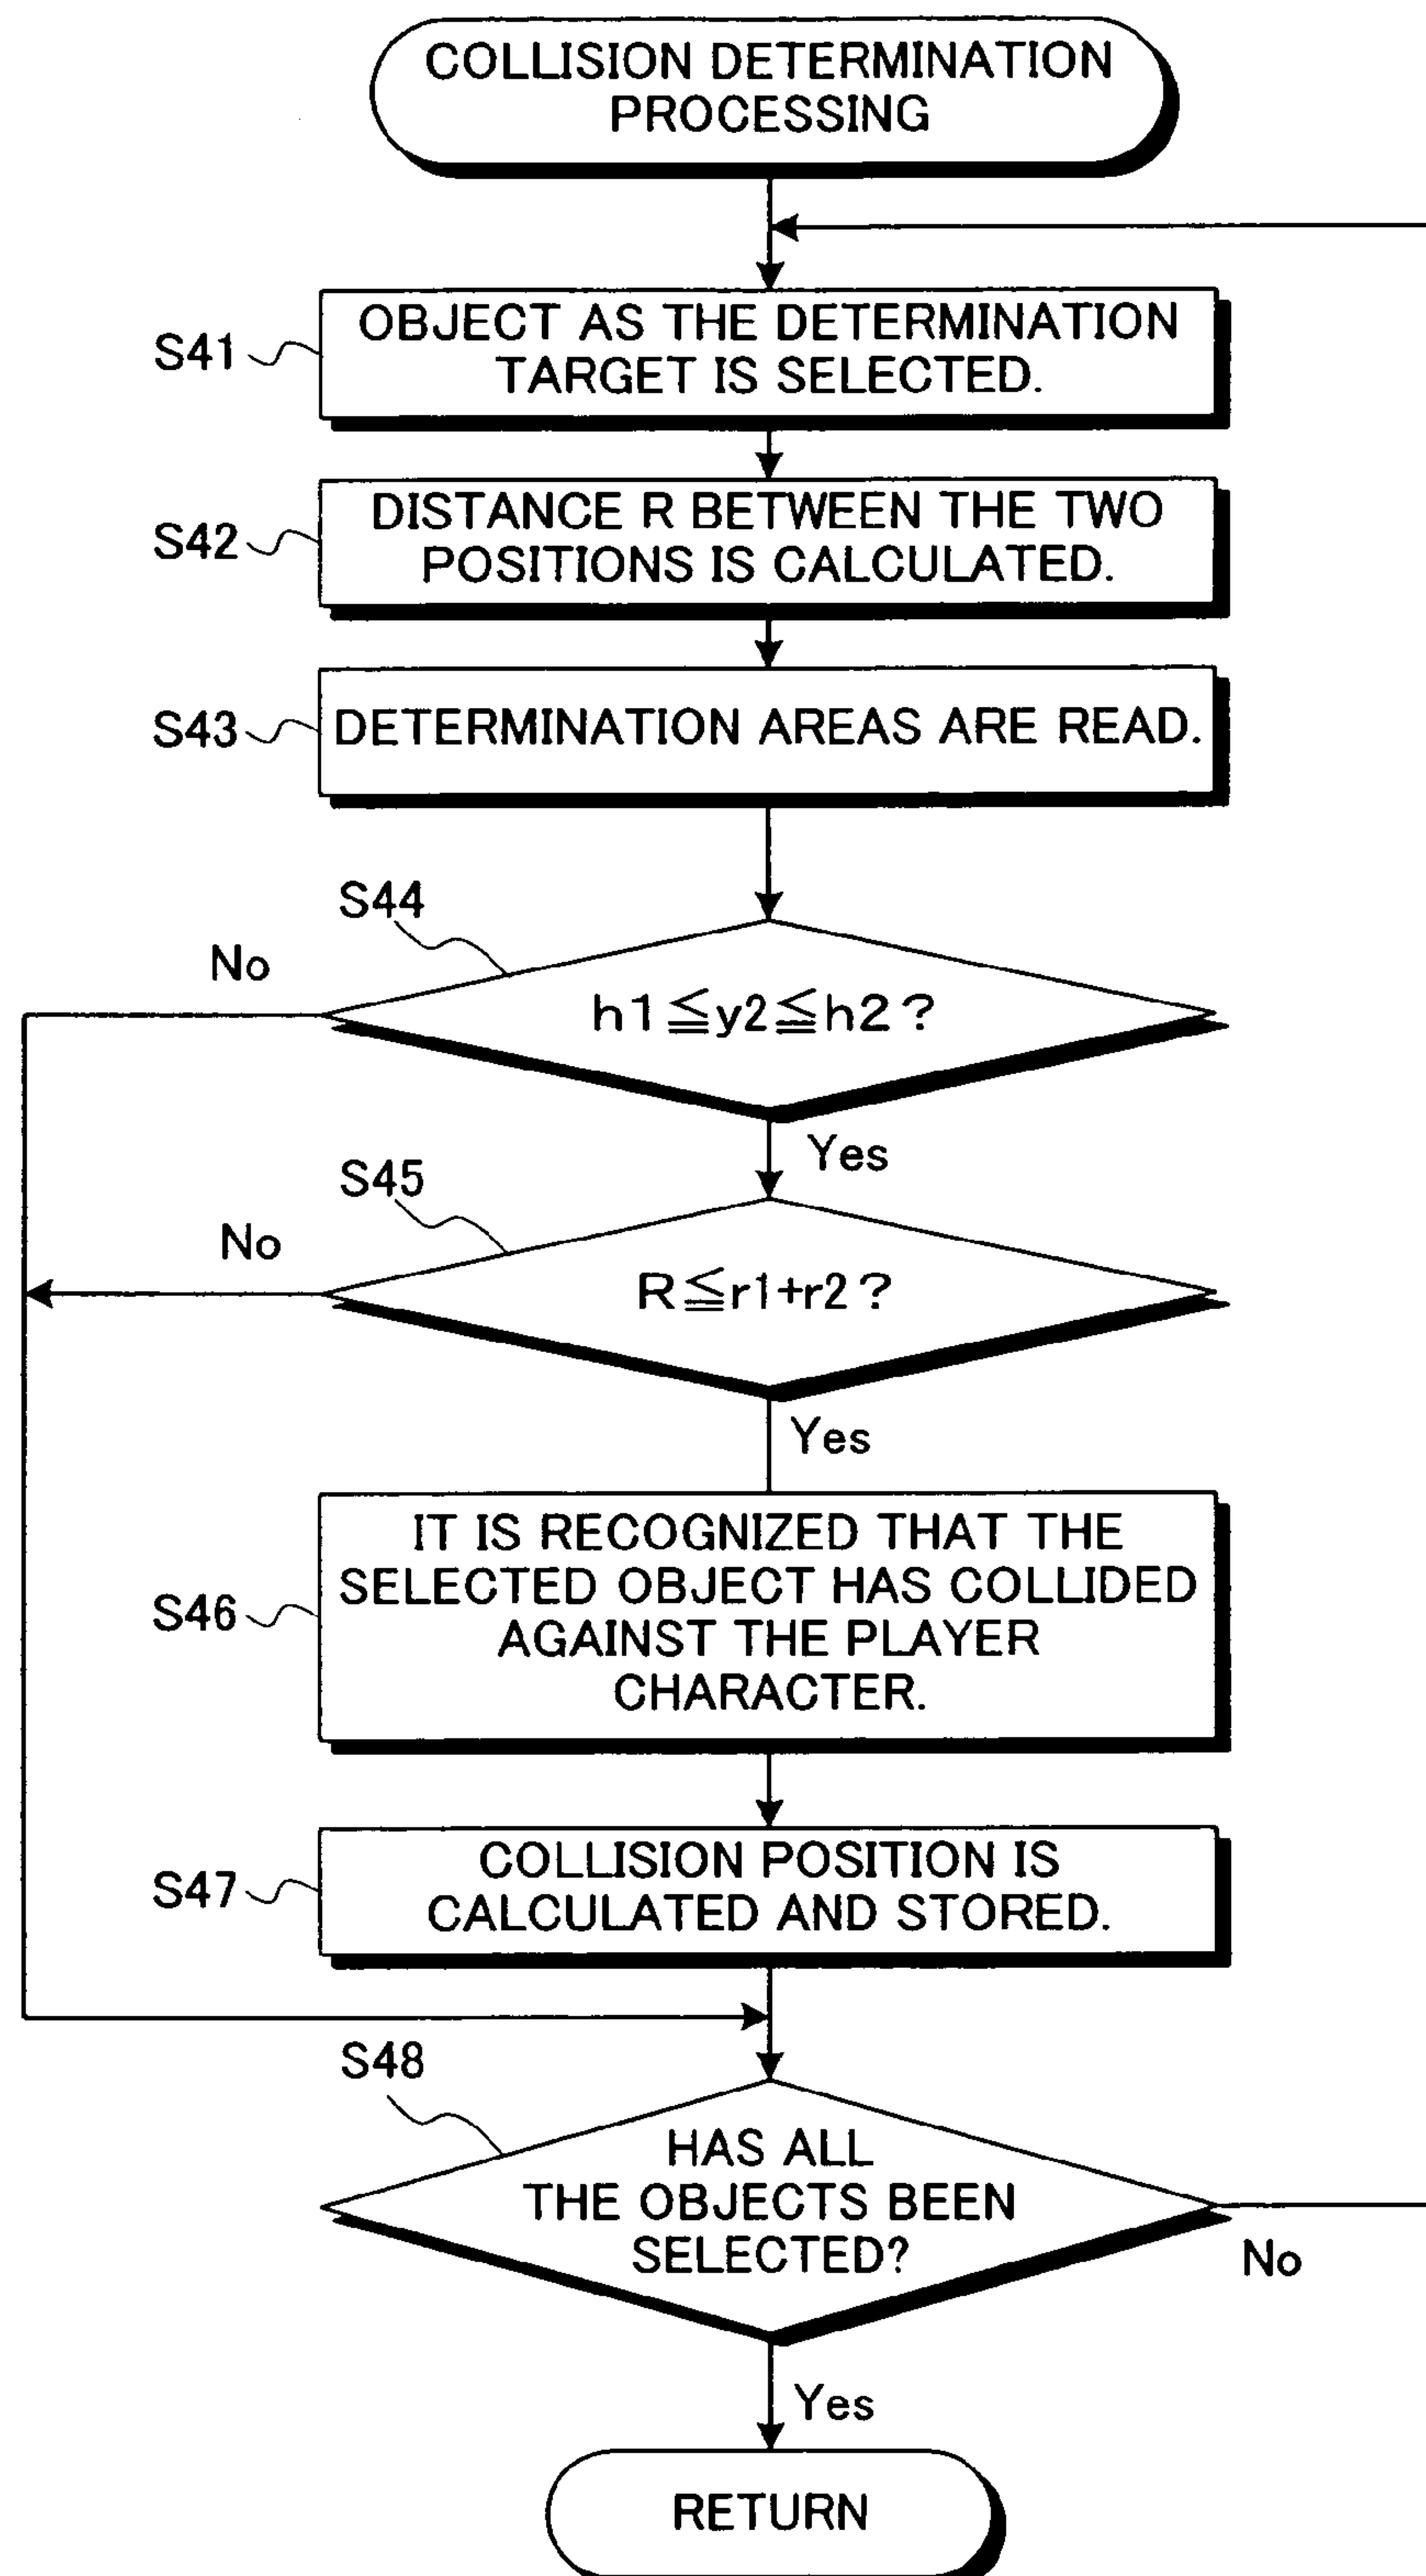 COLLISION DETERMINATION
PROCESSING
S41
OBJECT AS THE DETERMINATION
TARGET IS SELECTED.
S42
DISTANCE R BETWEEN THE TWO
POSITIONS IS CALCULATED.
S43
DETERMINATION AREAS ARE READ.
S44
No
h1≦y2≦h2?
Yes
S45
No
R≦r1+r2?
Yes
S46
IT IS RECOGNIZED THAT THE
SELECTED OBJECT HAS COLLIDED
AGAINST THE PLAYER
CHARACTER.
S47
COLLISION POSITION IS
CALCULATED AND STORED.
S48
HAS ALL
THE OBJECTS BEEN
SELECTED?
No
Yes
RETURN